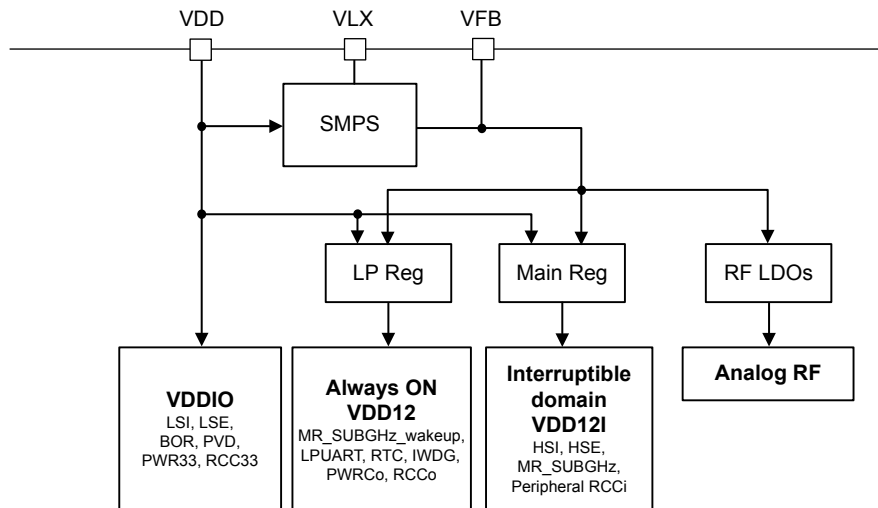 VDD
VLX
VFB
SMPS
LP Reg
Main Reg
RF LDOs
VDDIO
LSI, LSE,
BOR, PVD,
PWR33, RCC33
Always ON
VDD12
MR_SUBGHz_wakeup,
LPUART, RTC, IWDG,
PWRCo, RCCo
Interruptible
domain
VDD12I
HSI, HSE,
MR_SUBGHz,
Peripheral RCCi
Analog RF